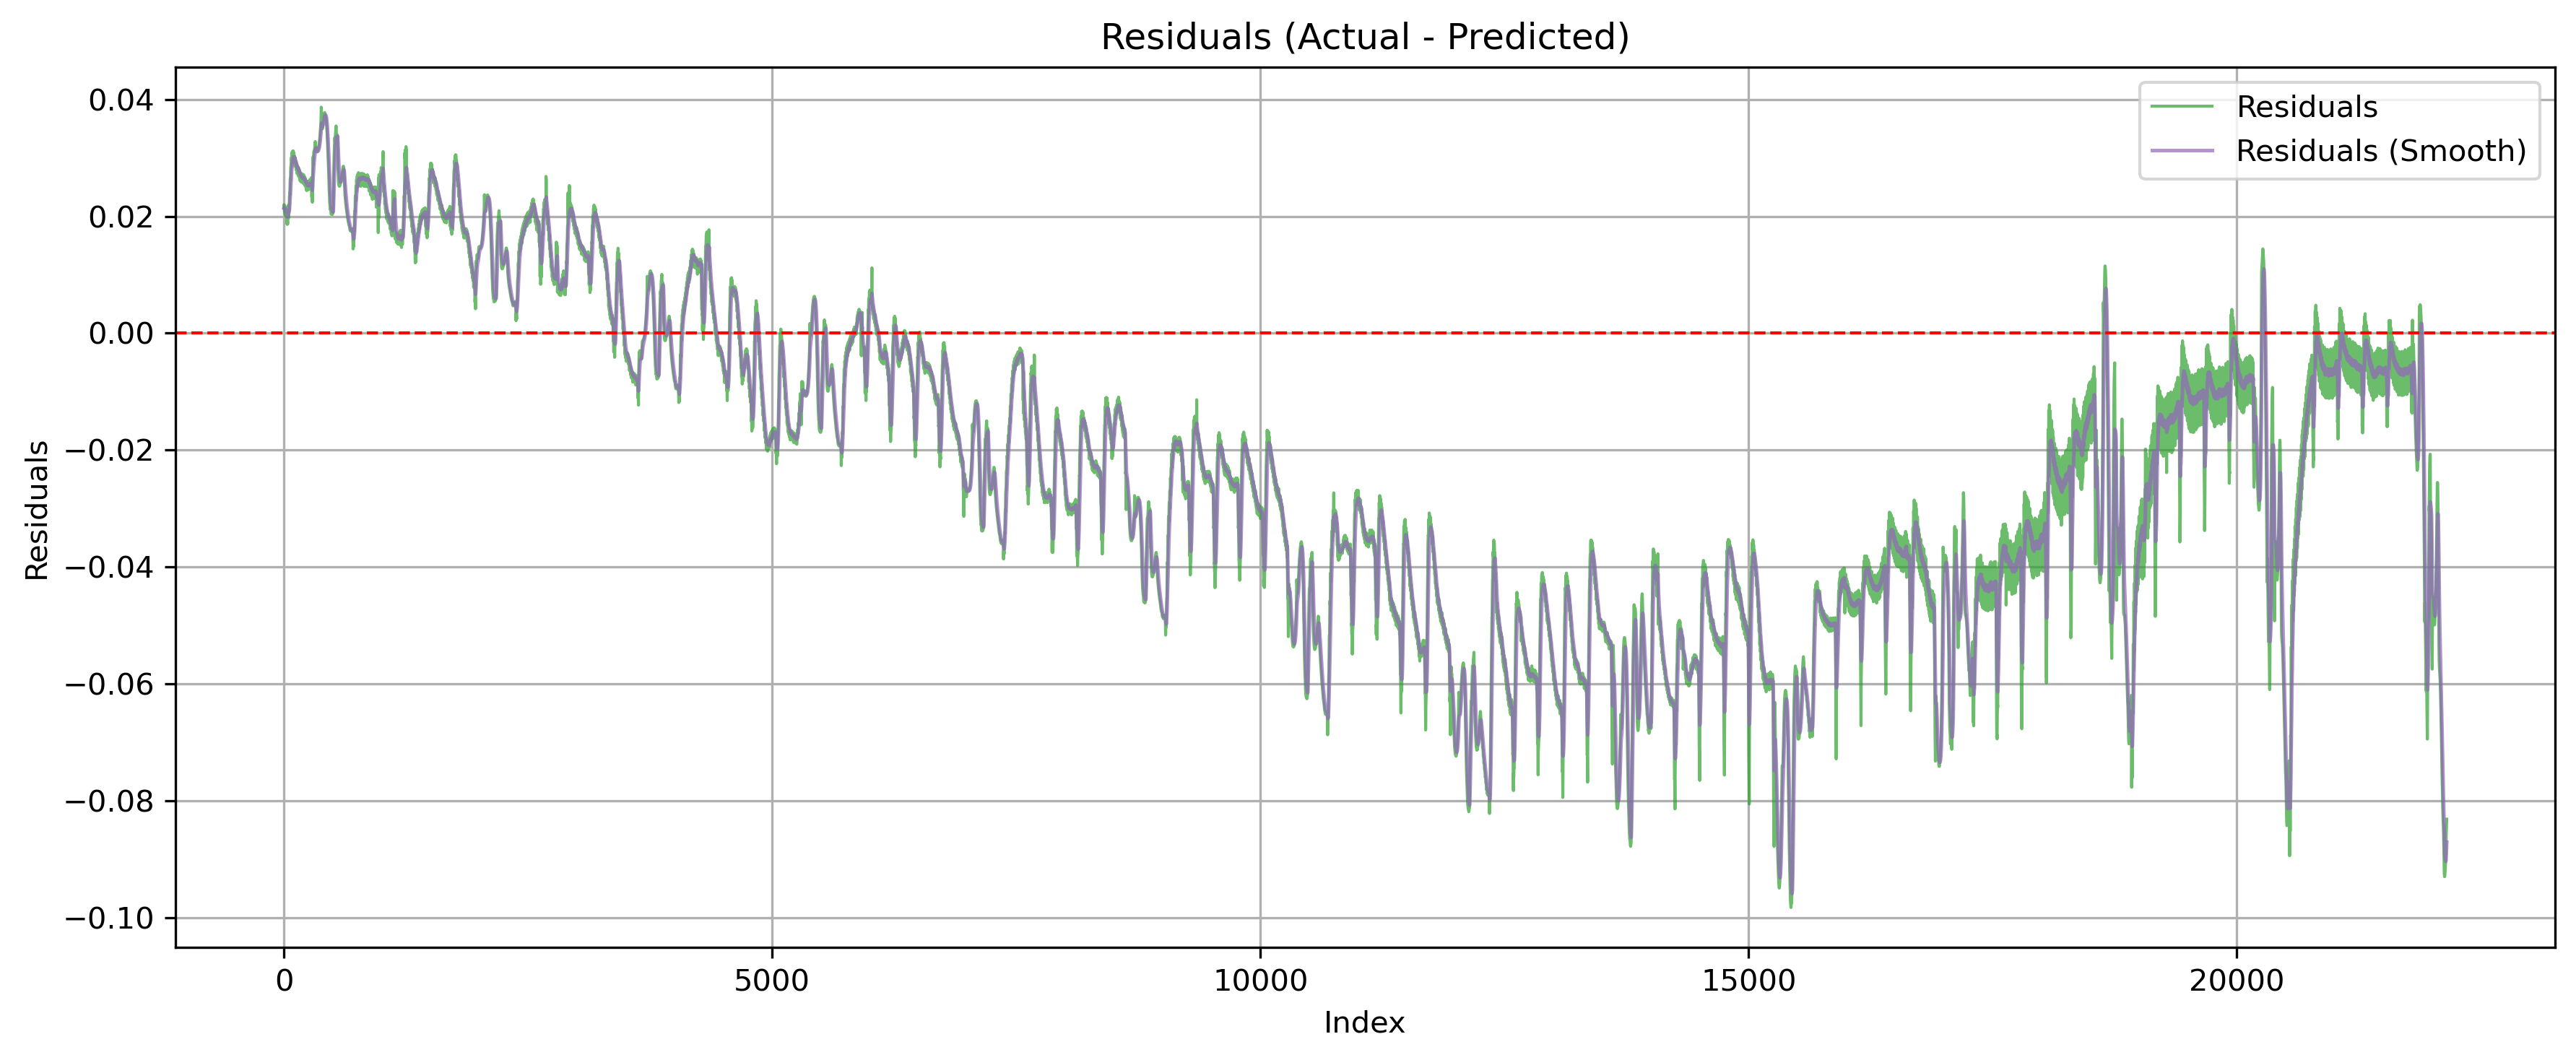 Residuals (Actual - Predicted)
Residuals
Residuals (Smooth)
Residuals
0.04
0.02
0.00
−0.02
−0.04
−0.06
−0.08
−0.10
0
5000
10000
15000
20000
Index